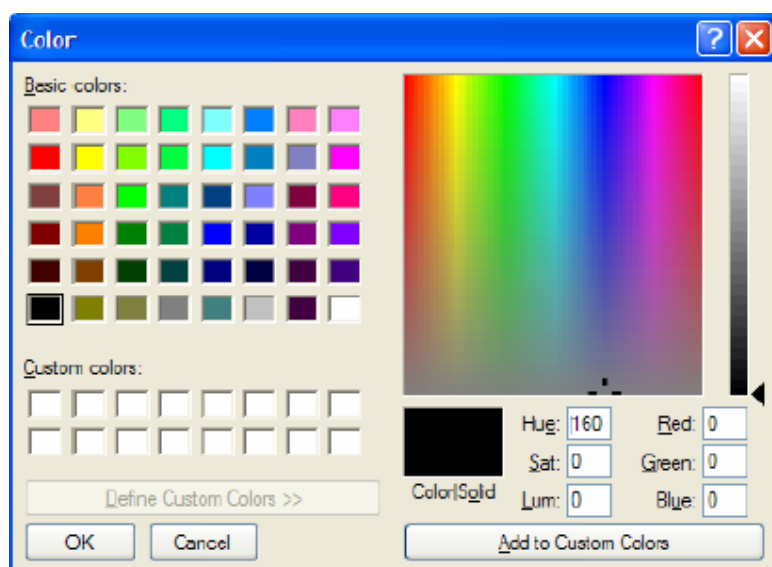 Color
Basic colors:
Custom colors:
Define Custom Colors >>
OK Cancel
Color|Solid
Hue: 160 Red: 0
Sat: 0 Green: 0
Lum: 0 Blue: 0
Add to Custom Colors